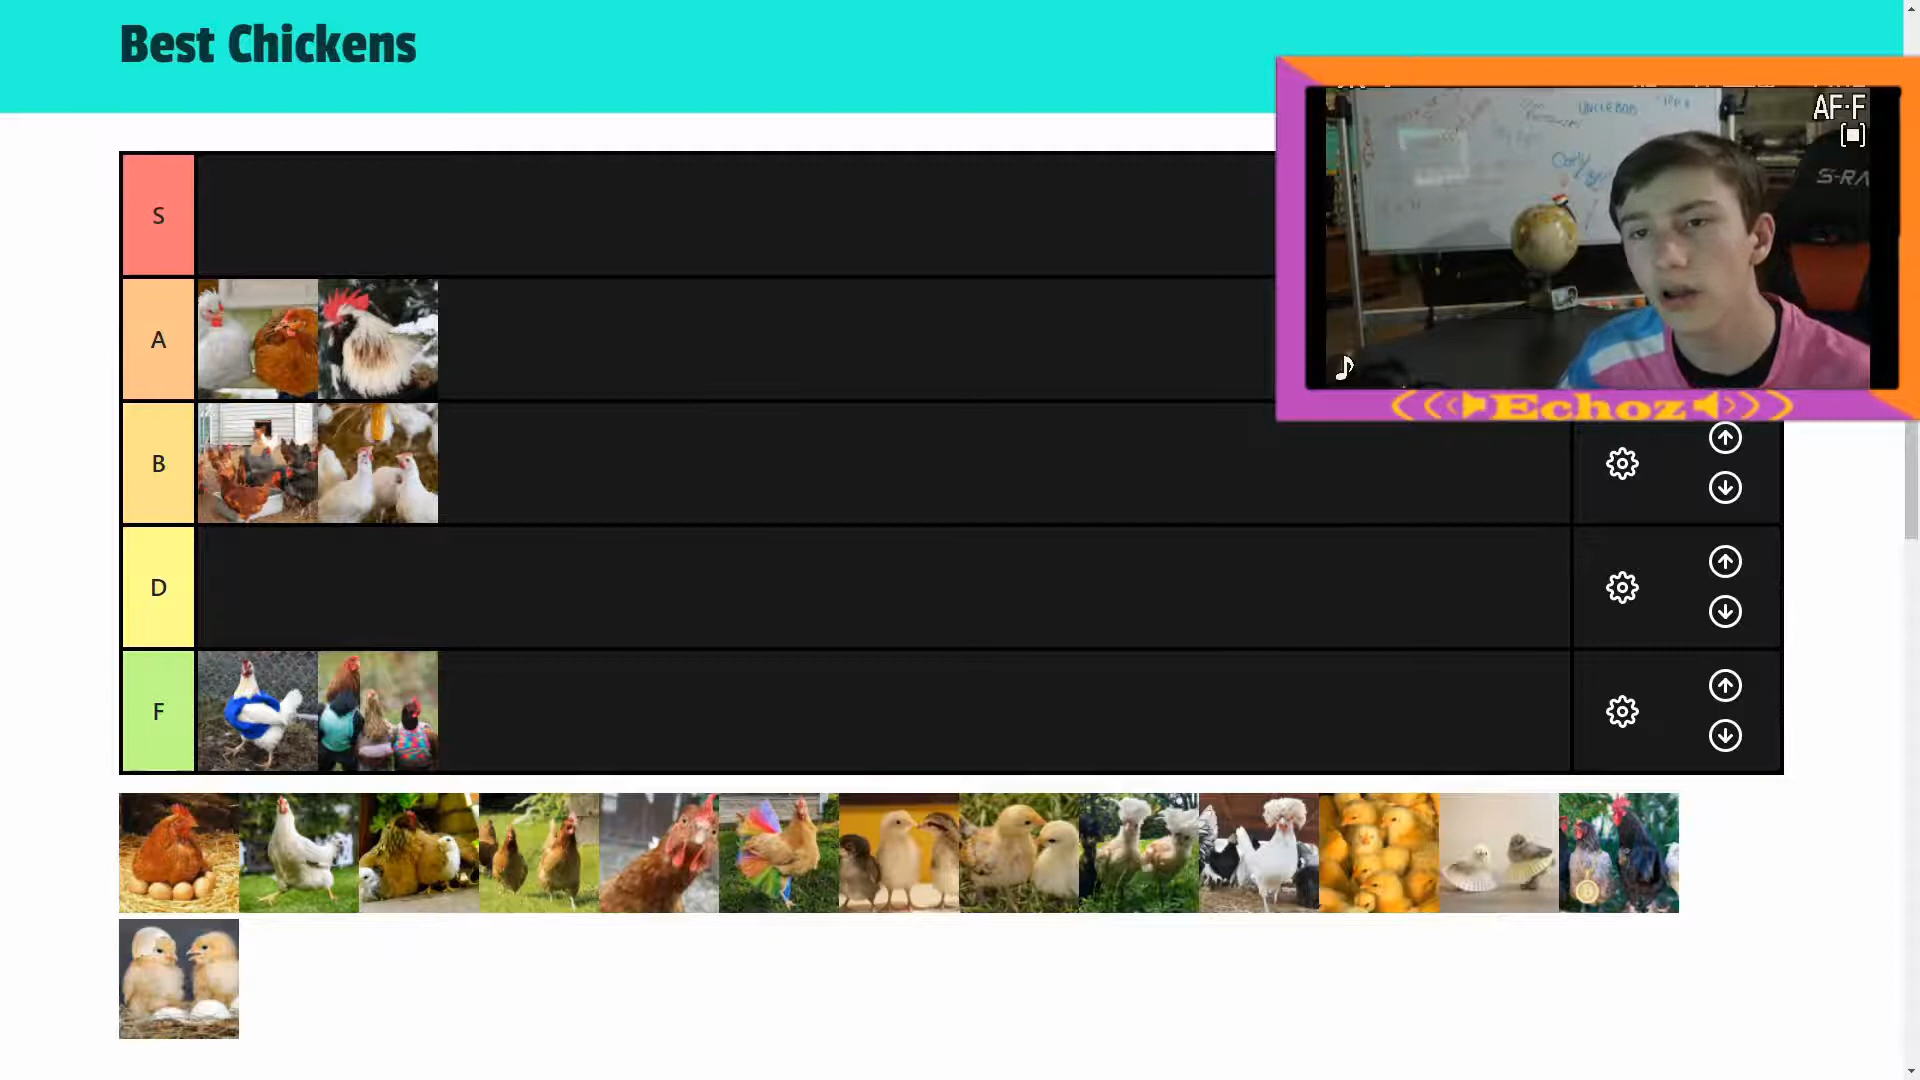 Best Chickens
S
A
B
D
F
AF-F
UNCLE BOB
S-RA
Echoz